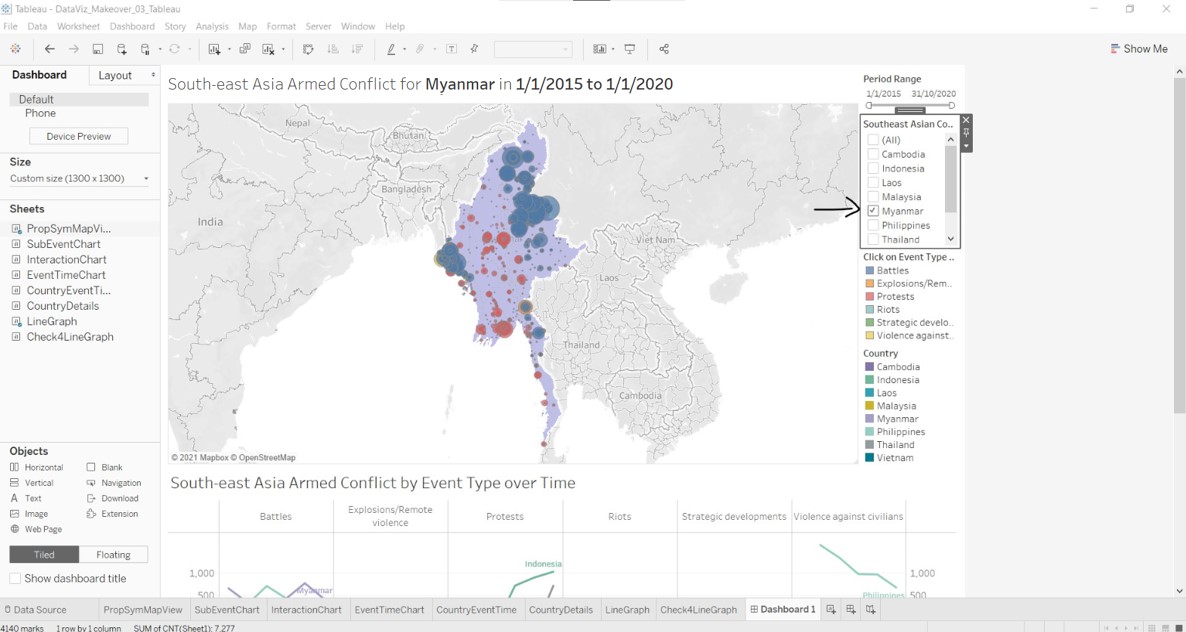 Tableau - DataViz_Makeover_03_Tableau
File Data Worksheet Dashboard Story Analysis Map Format Server Window Help
Show Me
Dashboard Layout
Default
Phone
Device Preview
Size
Custom size (1300 x 1300)
Sheets
PropSymMapVi...
SubEventChart
InteractionChart
EventTimeChart
CountryEventTi...
CountryDetails
LineGraph
Check4LineGraph
Objects
Horizontal Blank
Vertical Navigation
A Text Download
Image Extension
Web Page
Tiled Floating
Show dashboard title
South-east Asia Armed Conflict for Myanmar in 1/1/2015 to 1/1/2020
Nepal
Bhutan
Bangladesh
India
Viet Nam
Laos
Thailand
Cambodia
© 2021 Mapbox © OpenStreetMap
Period Range
1/1/2015 31/10/2020
Southeast Asian Co..
(All)
Cambodia
Indonesia
Laos
Malaysia
Myanmar
Philippines
Thailand
Click on Event Type ..
Battles
Explosions/Rem..
Protests
Riots
Strategic develo..
Violence against..
Country
Cambodia
Indonesia
Laos
Malaysia
Myanmar
Philippines
Thailand
Vietnam
South-east Asia Armed Conflict by Event Type over Time
Battles
Explosions/Remote
violence
Protests
Riots
Strategic developments
Violence against civilians
Indonesia
1,000 1,000
Myanmar
Philippines
500 500
Data Source PropSymMapView SubEventChart InteractionChart EventTimeChart CountryEventTime CountryDetails LineGraph Check4LineGraph Dashboard 1
4140 marks 1 row by 1 column SUM of CNT(Sheet1): 7,277